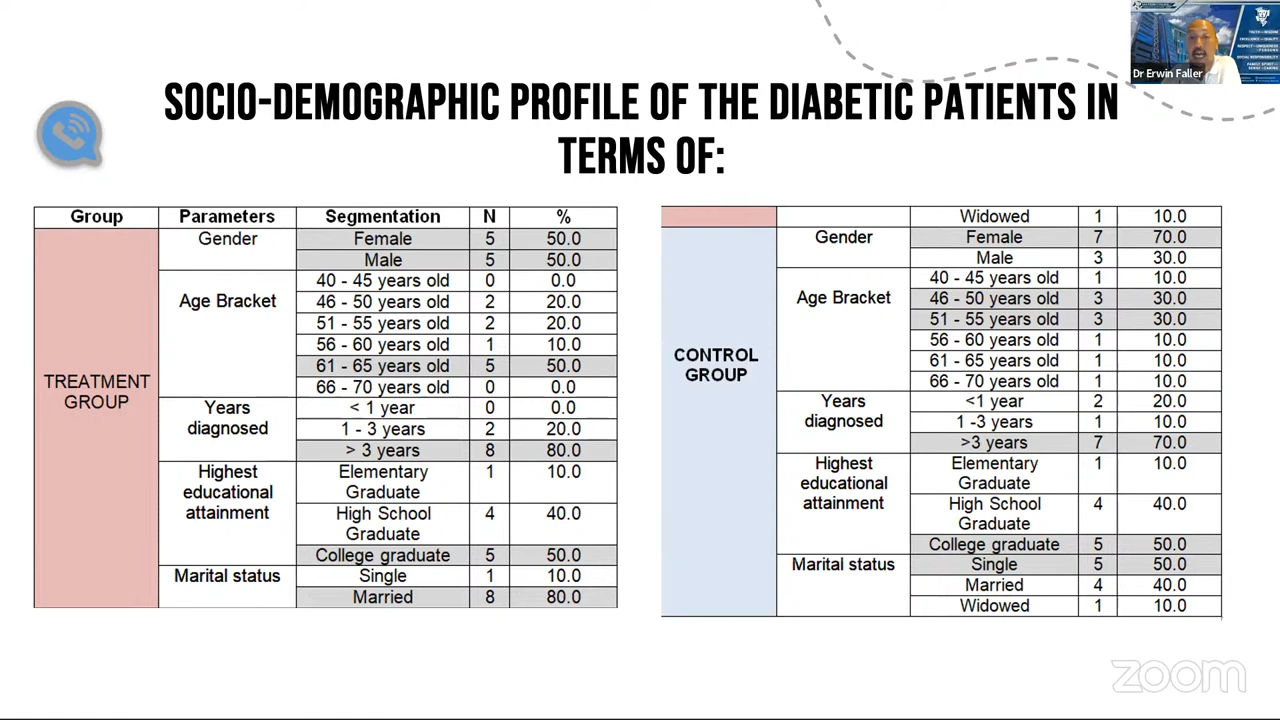 SOCIO-DEMOGRAPHIC PROFILE OF THE DIABETIC PATIENTS IN
TERMS OF:
Dr Erwin Faller
Group Parameters Segmentation N %
TREATMENT GROUP
Gender Female 5 50.0
Male 5 50.0
Age Bracket 40 - 45 years old 0 0.0
46 - 50 years old 2 20.0
51 - 55 years old 2 20.0
56 - 60 years old 1 10.0
61 - 65 years old 5 50.0
66 - 70 years old 0 0.0
Years diagnosed < 1 year 0 0.0
1 - 3 years 2 20.0
> 3 years 8 80.0
Highest educational attainment Elementary Graduate 1 10.0
High School Graduate 4 40.0
College graduate 5 50.0
Marital status Single 1 10.0
Married 8 80.0
Widowed 1 10.0
CONTROL GROUP
Gender Female 7 70.0
Male 3 30.0
Age Bracket 40 - 45 years old 1 10.0
46 - 50 years old 3 30.0
51 - 55 years old 3 30.0
56 - 60 years old 1 10.0
61 - 65 years old 1 10.0
66 - 70 years old 1 10.0
Years diagnosed <1 year 2 20.0
1 -3 years 1 10.0
>3 years 7 70.0
Highest educational attainment Elementary Graduate 1 10.0
High School Graduate 4 40.0
College graduate 5 50.0
Marital status Single 5 50.0
Married 4 40.0
Widowed 1 10.0
zoom